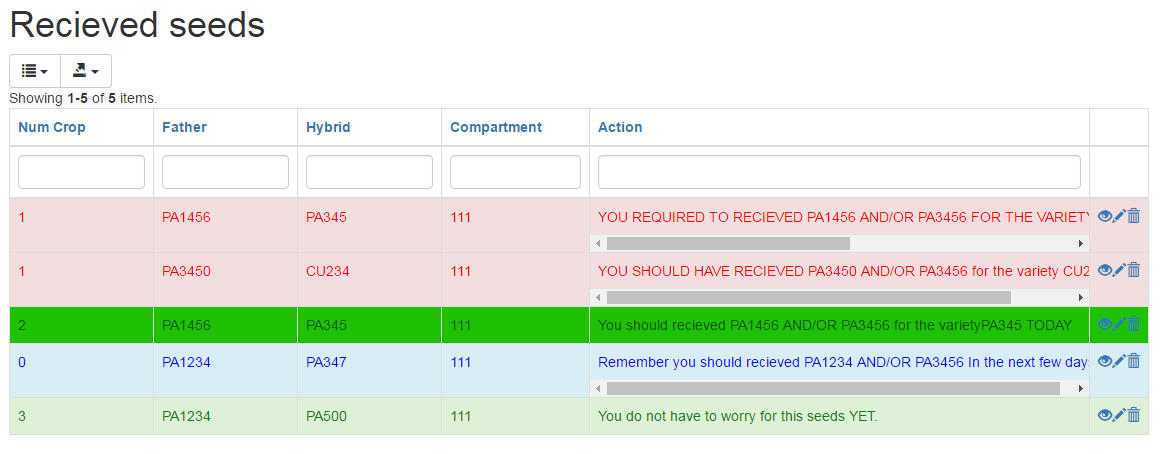 Recieved seeds
Showing 1-5 of 5 items.
Num Crop Father Hybrid Compartment Action
1 PA1456 PA345 111 YOU REQUIRED TO RECIEVED PA1456 AND/OR PA3456 FOR THE VARIETY
1 PA3450 CU234 111 YOU SHOULD HAVE RECIEVED PA3450 AND/OR PA3456 for the variety CU2
2 PA1456 PA345 111 You should recieved PA1456 AND/OR PA3456 for the varietyPA345 TODAY
0 PA1234 PA347 111 Remember you should recieved PA1234 AND/OR PA3456 In the next few day
3 PA1234 PA500 111 You do not have to worry for this seeds YET.